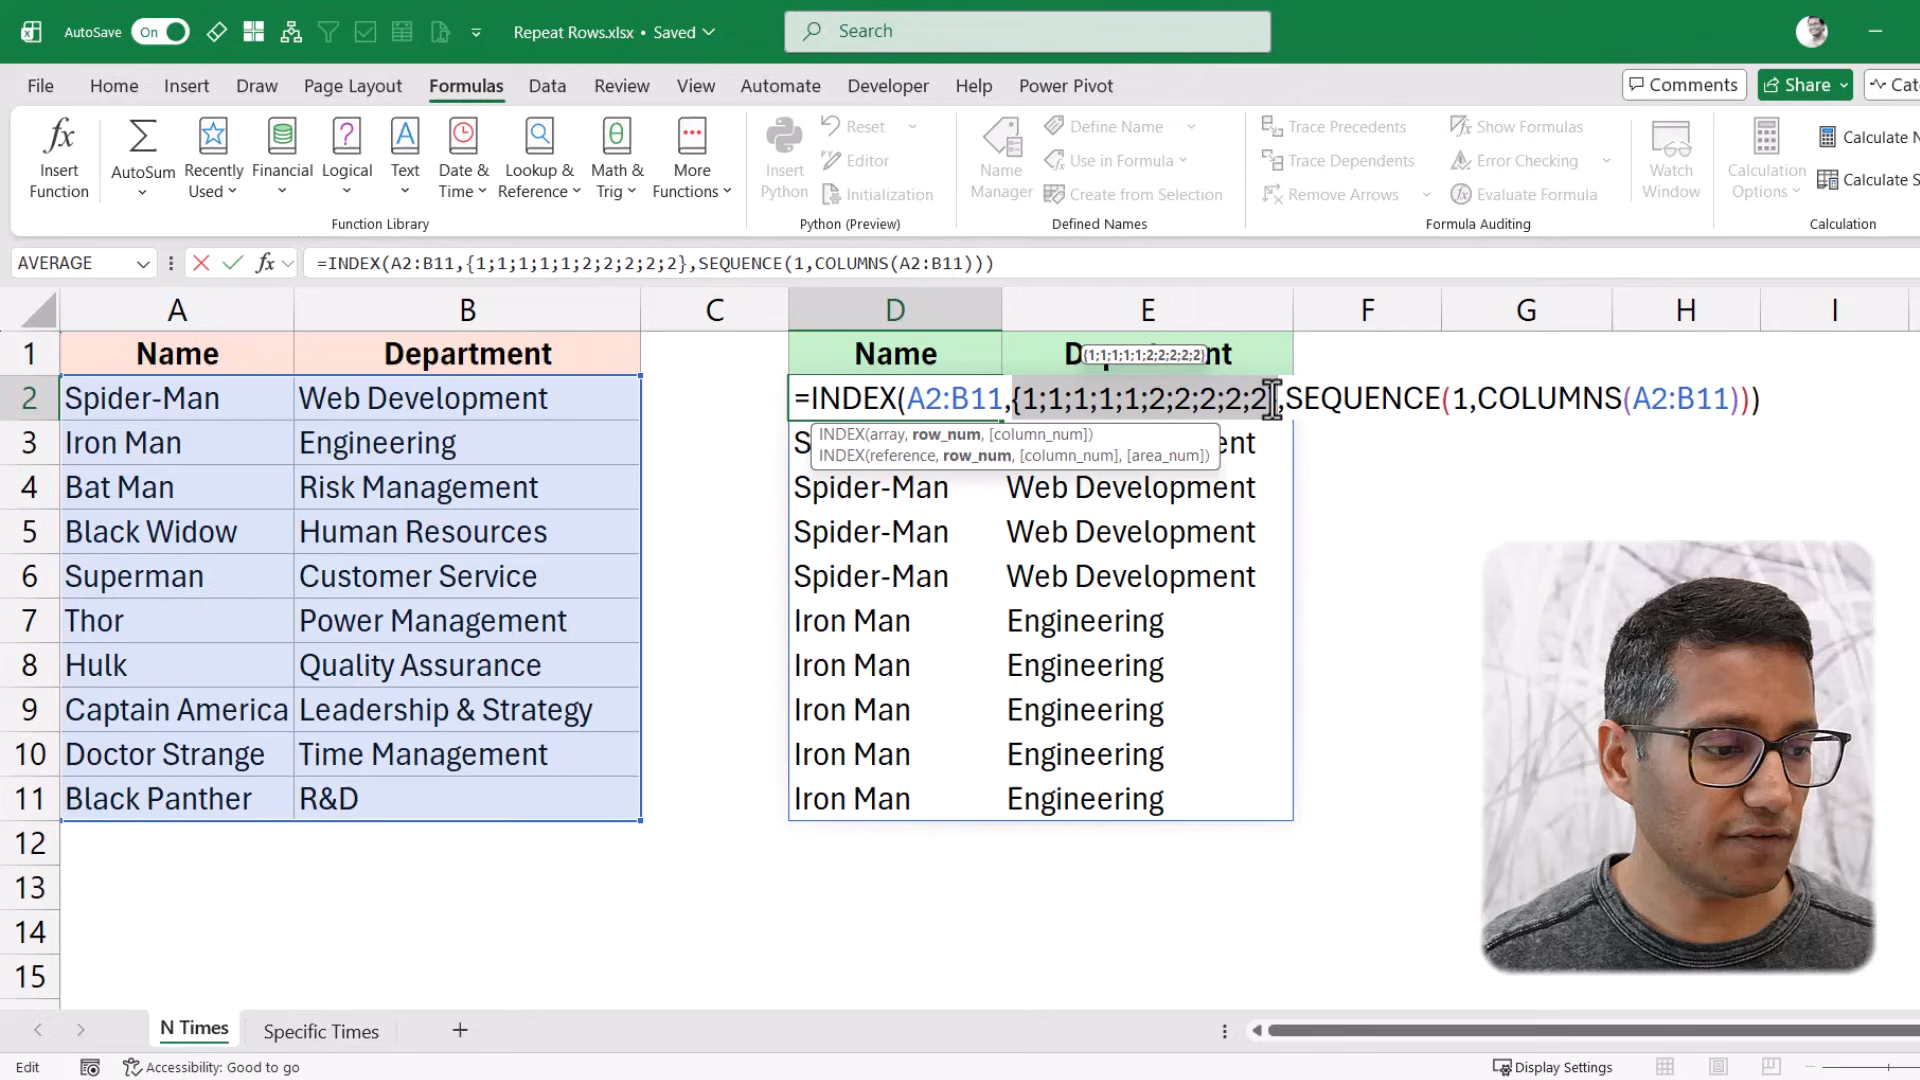 AutoSave On Repeat Rows.xlsx • Saved Search
File Home Insert Draw Page Layout Formulas Data Review View Automate Developer Help Power Pivot Comments Share
Insert Function
AutoSum
Recently Used
Financial
Logical
Text
Date & Time
Lookup & Reference
Math & Trig
More Functions
Function Library
Insert Python
Reset
Editor
Initialization
Python (Preview)
Name Manager
Define Name
Use in Formula
Create from Selection
Defined Names
Trace Precedents
Trace Dependents
Remove Arrows
Show Formulas
Error Checking
Evaluate Formula
Formula Auditing
Watch Window
Calculation Options
Calculate
Calculate
Calculation
AVERAGE fx =INDEX(A2:B11,{1;1;1;1;1;2;2;2;2;2},SEQUENCE(1,COLUMNS(A2:B11)))
A B C D E F G H I
1 Name Department Name
{1;1;1;1;1;2;2;2;2;2}
2 Spider-Man Web Development =INDEX(A2:B11,{1;1;1;1;1;2;2;2;2;2},SEQUENCE(1,COLUMNS(A2:B11)))
INDEX(array, row_num, [column_num])
INDEX(reference, row_num, [column_num], [area_num])
3 Iron Man Engineering
4 Bat Man Risk Management Spider-Man Web Development
5 Black Widow Human Resources Spider-Man Web Development
6 Superman Customer Service Spider-Man Web Development
7 Thor Power Management Iron Man Engineering
8 Hulk Quality Assurance Iron Man Engineering
9 Captain America Leadership & Strategy Iron Man Engineering
10 Doctor Strange Time Management Iron Man Engineering
11 Black Panther R&D Iron Man Engineering
12
13
14
15
N Times Specific Times
Edit Accessibility: Good to go Display Settings